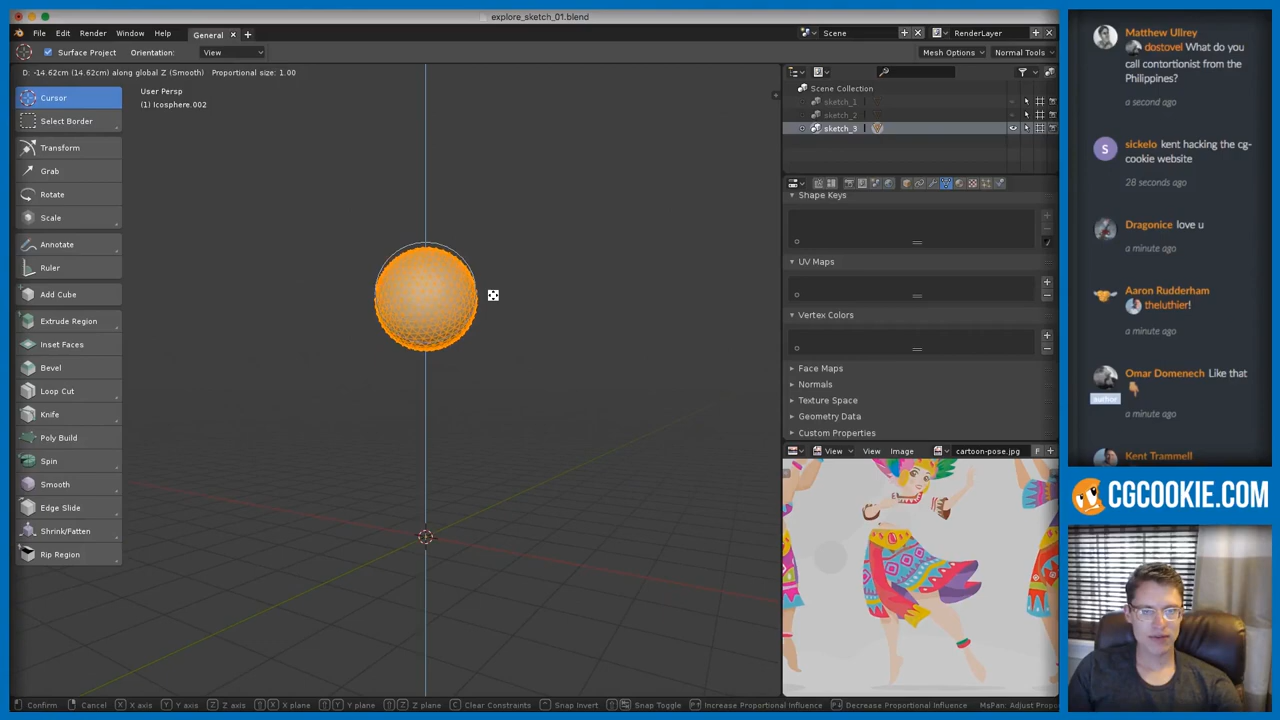 explore_sketch_01.blend
File Edit Render Window Help General
Scene RenderLayer
Surface Project Orientation: View Mesh Options Normal Tools
D: -14.62cm (14.62cm) along global Z (Smooth) Proportional size: 1.00
User Persp
(1) Icosphere.002
Cursor
Select Border
Transform
Grab
Rotate
Scale
Annotate
Ruler
Add Cube
Extrude Region
Inset Faces
Bevel
Loop Cut
Knife
Poly Build
Spin
Smooth
Edge Slide
Shrink/Fatten
Rip Region
Scene Collection
sketch_1
sketch_2
sketch_3
Shape Keys
UV Maps
Vertex Colors
Face Maps
Normals
Texture Space
Geometry Data
Custom Properties
View View Image cartoon-pose.jpg F
Confirm Cancel X X axis Y Y axis Z Z axis X X plane Y Y plane Z Z plane C Clear Constraints Snap Invert Snap Toggle Increase Proportional Influence Decrease Proportional Influence MsPan: Adjust Propor
Matthew Ullrey
dostovel What do you
call contortionist from the
Philippines?
a second ago
S sickelo kent hacking the cg-
cookie website
28 seconds ago
Dragonice love u
a minute ago
Aaron Rudderham
theluthier!
a minute ago
Omar Domenech Like that
author
a minute ago
Kent Trammell
CGCOOKIE.COM